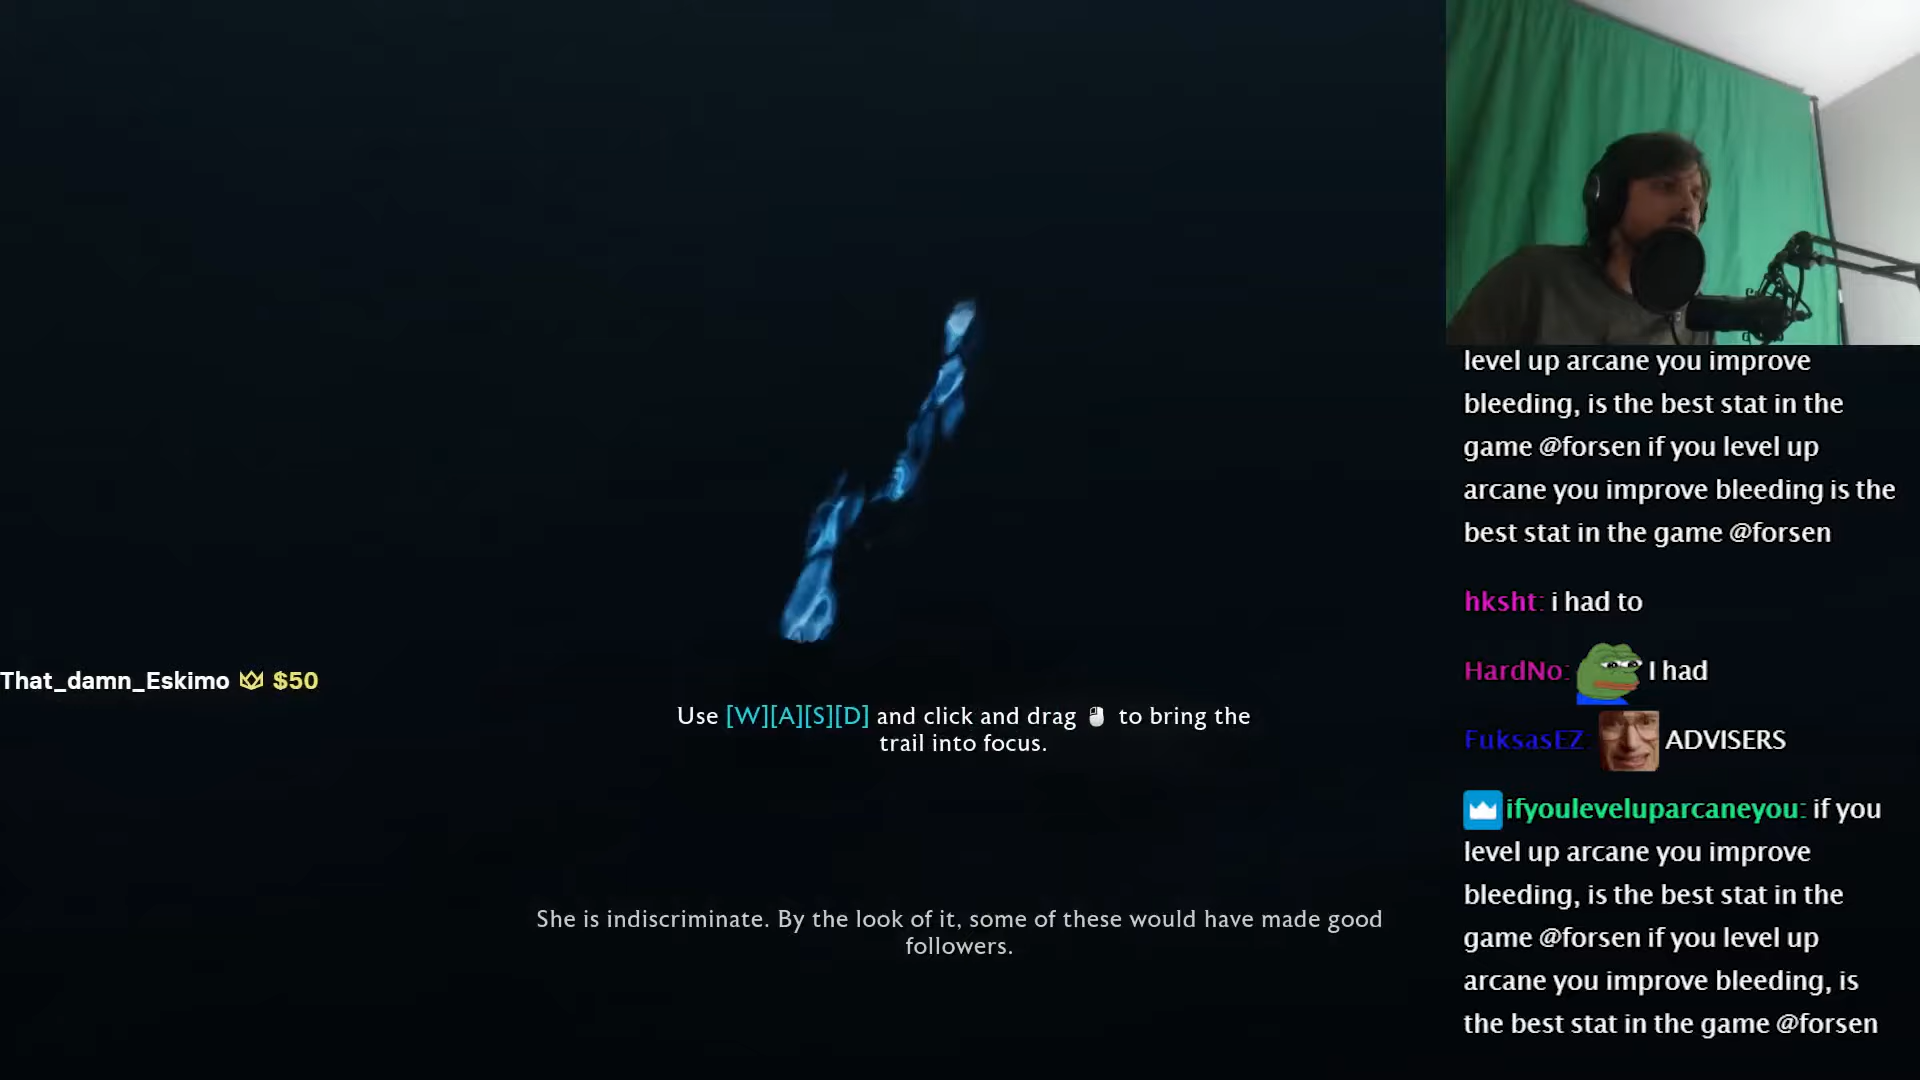 level up arcane you improve
bleeding, is the best stat in the
game @forsen if you level up
arcane you improve bleeding is the
best stat in the game @forsen
hksht: i had to
HardNo: I had
FuksasEZ: ADVISERS
ifyouleveluparcaneyou: if you
level up arcane you improve
bleeding, is the best stat in the
game @forsen if you level up
arcane you improve bleeding, is
the best stat in the game @forsen
That_damn_Eskimo $50
Use [W][A][S][D] and click and drag to bring the
trail into focus.
She is indiscriminate. By the look of it, some of these would have made good
followers.